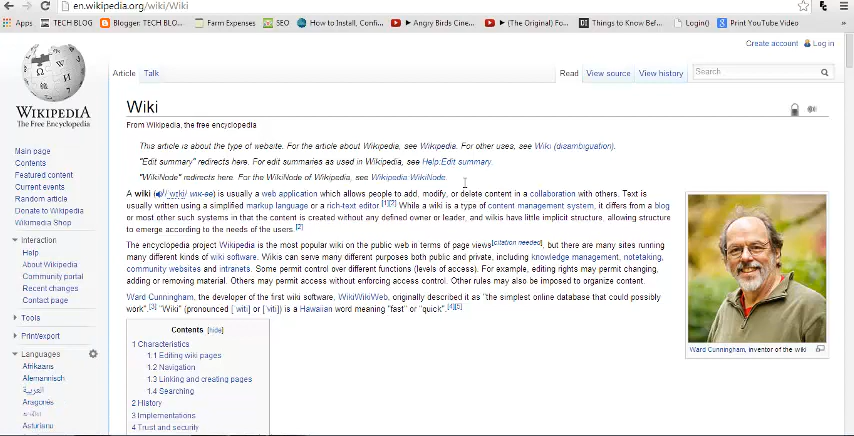 en.wikipedia.org/wiki/Wiki
Apps TECH BLOG Blogger: TECH BLO... Farm Expenses SEO How to Install, Confi... Angry Birds Cine... (The Original) Fo... Things to Know Bef... Online Video Cutter... Login Print YouTube Video »
Create account Log in
Article Talk Read View source View history Search
WIKIPEDIA
The Free Encyclopedia
Main page
Contents
Featured content
Current events
Random article
Donate to Wikipedia
Wikimedia Shop
Interaction
Help
About Wikipedia
Community portal
Recent changes
Contact page
Tools
Print/export
Languages
Afrikaans
Alemannisch
العربية
Aragonés
Asturianu
Wiki
From Wikipedia, the free encyclopedia
This article is about the type of website. For the article about Wikipedia, see Wikipedia. For other uses, see Wiki (disambiguation).
"Edit summary" redirects here. For edit summaries as used in Wikipedia, see Help:Edit summary.
"WikiNode" redirects here. For the WikiNode of Wikipedia, see Wikipedia:WikiNode.
A wiki is usually a web application which allows people to add, modify, or delete content in a collaboration with others. Text is
usually written using a simplified markup language or a rich-text editor.[1][2] While a wiki is a type of content management system, it differs from a blog
or most other such systems in that the content is created without any defined owner or leader, and wikis have little implicit structure, allowing structure
to emerge according to the needs of the users.[2]
The encyclopedia project Wikipedia is the most popular wiki on the public web in terms of page views[citation needed], but there are many sites running
many different kinds of wiki software. Wikis can serve many different purposes both public and private, including knowledge management, notetaking,
community websites and intranets. Some permit control over different functions (levels of access). For example, editing rights may permit changing,
adding or removing material. Others may permit access without enforcing access control. Other rules may also be imposed to organize content.
Ward Cunningham, the developer of the first wiki software, WikiWikiWeb, originally described it as "the simplest online database that could possibly
work".[3] "Wiki" (pronounced [ˈwiti] or [ˈviti]) is a Hawaiian word meaning "fast" or "quick".[4][5]
Contents [hide]
1 Characteristics
1.1 Editing wiki pages
1.2 Navigation
1.3 Linking and creating pages
1.4 Searching
2 History
3 Implementations
4 Trust and security
Ward Cunningham, inventor of the wiki